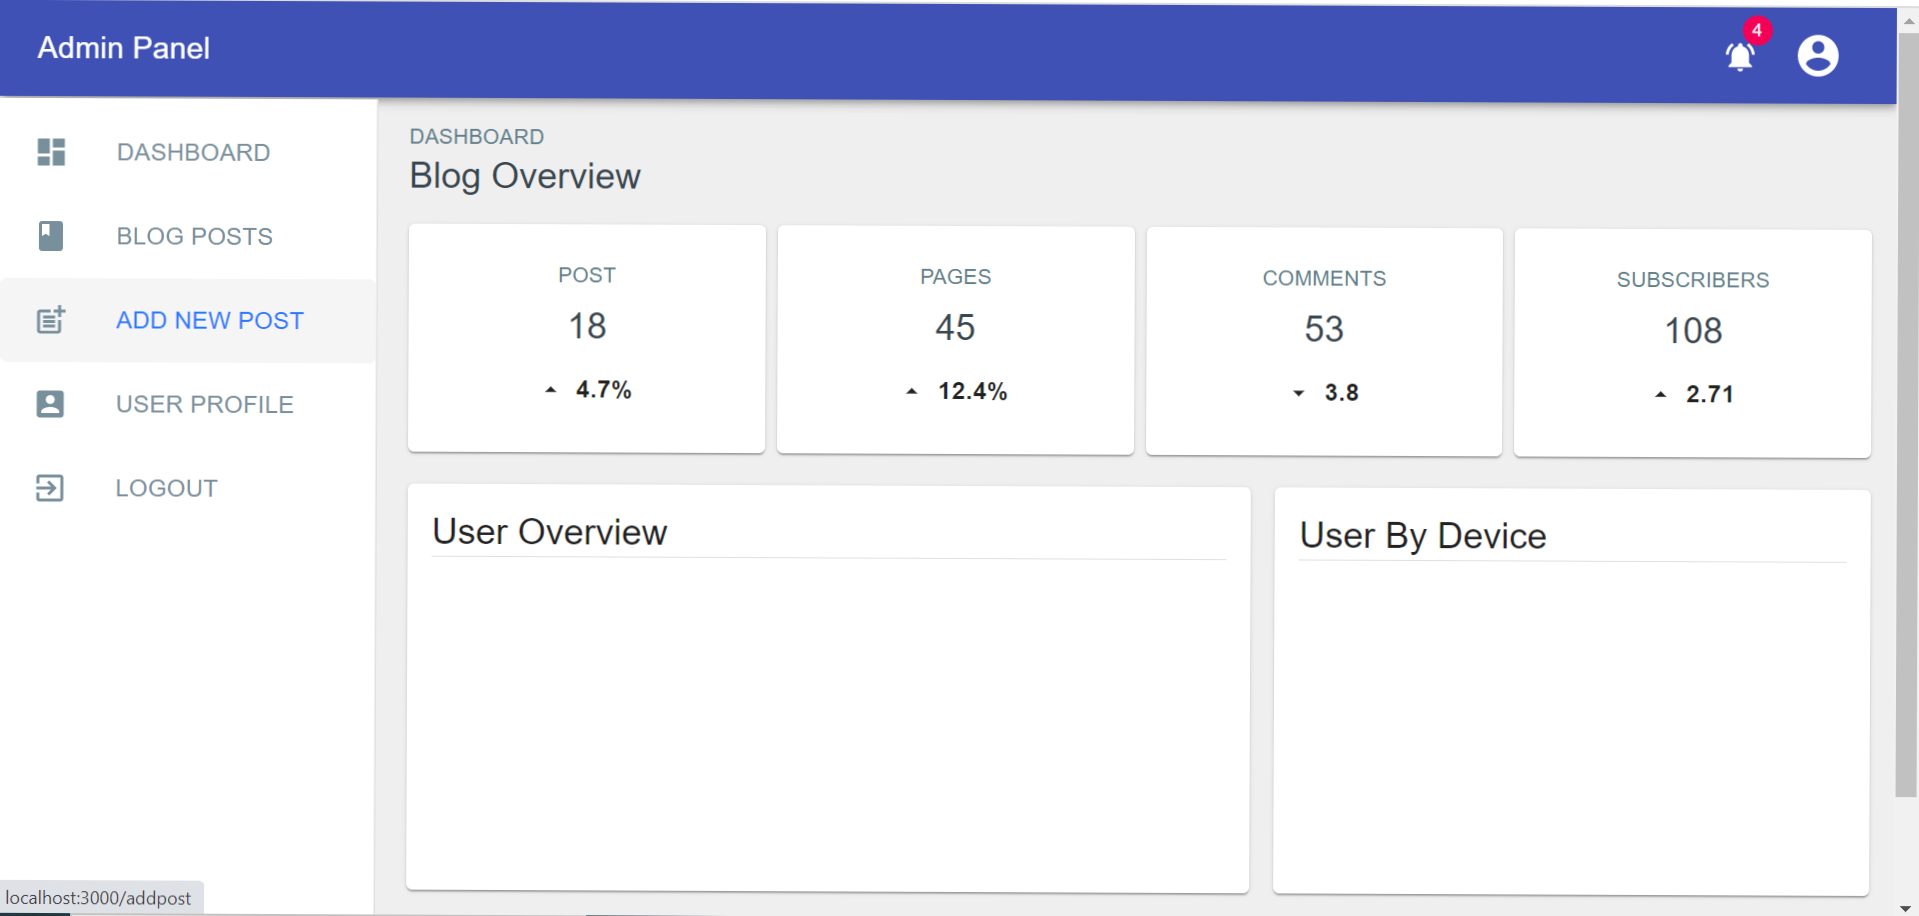 Admin Panel
4
DASHBOARD
BLOG POSTS
ADD NEW POST
USER PROFILE
LOGOUT
DASHBOARD
Blog Overview
POST
18
4.7%
PAGES
45
12.4%
COMMENTS
53
3.8
SUBSCRIBERS
108
2.71
User Overview
User By Device
localhost:3000/addpost